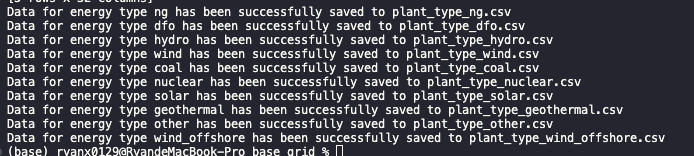 Data for energy type ng has been successfully saved to plant_type_ng.csv
Data for energy type dfo has been successfully saved to plant_type_dfo.csv
Data for energy type hydro has been successfully saved to plant_type_hydro.csv
Data for energy type wind has been successfully saved to plant_type_wind.csv
Data for energy type coal has been successfully saved to plant_type_coal.csv
Data for energy type nuclear has been successfully saved to plant_type_nuclear.csv
Data for energy type solar has been successfully saved to plant_type_solar.csv
Data for energy type geothermal has been successfully saved to plant_type_geothermal.csv
Data for energy type other has been successfully saved to plant_type_other.csv
Data for energy type wind_offshore has been successfully saved to plant_type_wind_offshore.csv
(base) ryanx0129@RyandeMacBook-Pro base_grid %